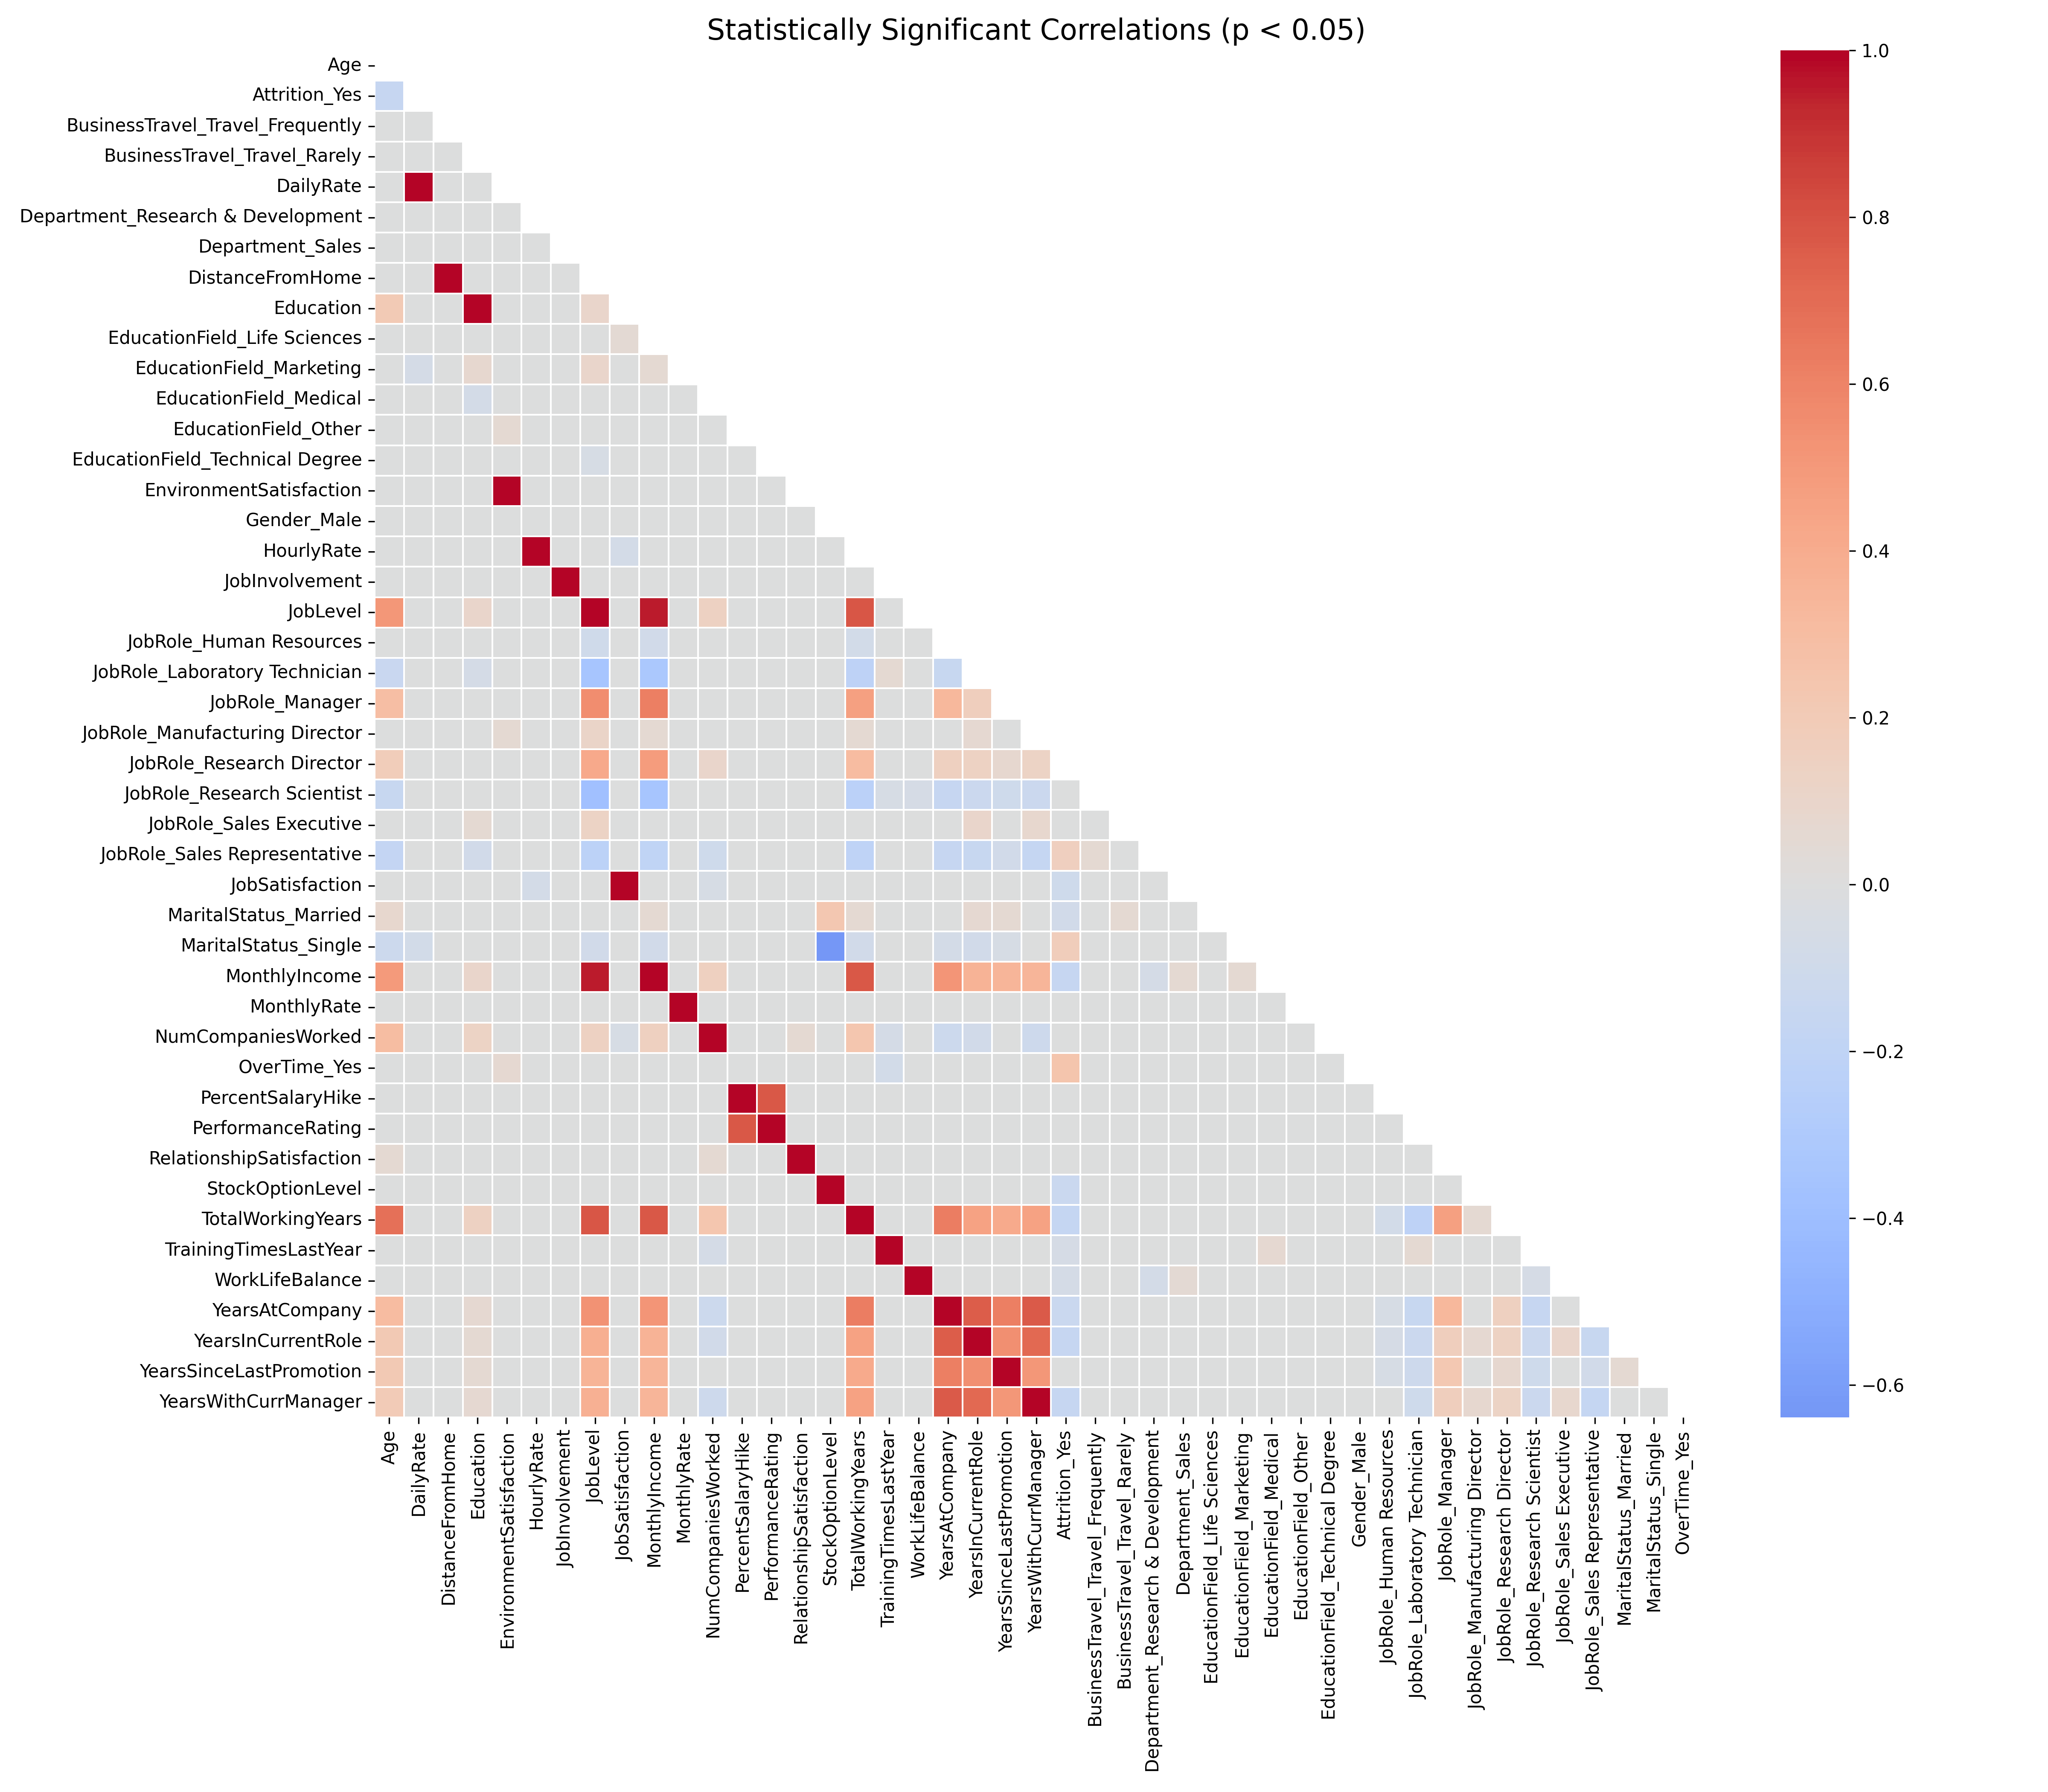 Statistically Significant Correlations (p < 0.05)
Age
Attrition_Yes
BusinessTravel_Travel_Frequently
BusinessTravel_Travel_Rarely
DailyRate
Department_Research & Development
Department_Sales
DistanceFromHome
Education
EducationField_Life Sciences
EducationField_Marketing
EducationField_Medical
EducationField_Other
EducationField_Technical Degree
EnvironmentSatisfaction
Gender_Male
HourlyRate
JobInvolvement
JobLevel
JobRole_Human Resources
JobRole_Laboratory Technician
JobRole_Manager
JobRole_Manufacturing Director
JobRole_Research Director
JobRole_Research Scientist
JobRole_Sales Executive
JobRole_Sales Representative
JobSatisfaction
MaritalStatus_Married
MaritalStatus_Single
MonthlyIncome
MonthlyRate
NumCompaniesWorked
OverTime_Yes
PercentSalaryHike
PerformanceRating
RelationshipSatisfaction
StockOptionLevel
TotalWorkingYears
TrainingTimesLastYear
WorkLifeBalance
YearsAtCompany
YearsInCurrentRole
YearsSinceLastPromotion
YearsWithCurrManager
Age
DailyRate
DistanceFromHome
Education
EnvironmentSatisfaction
HourlyRate
JobInvolvement
JobLevel
JobSatisfaction
MonthlyIncome
MonthlyRate
NumCompaniesWorked
PercentSalaryHike
PerformanceRating
RelationshipSatisfaction
StockOptionLevel
TotalWorkingYears
TrainingTimesLastYear
WorkLifeBalance
YearsAtCompany
YearsInCurrentRole
YearsSinceLastPromotion
YearsWithCurrManager
Attrition_Yes
BusinessTravel_Travel_Frequently
BusinessTravel_Travel_Rarely
Department_Research & Development
Department_Sales
EducationField_Life Sciences
EducationField_Marketing
EducationField_Medical
EducationField_Other
EducationField_Technical Degree
Gender_Male
JobRole_Human Resources
JobRole_Laboratory Technician
JobRole_Manager
JobRole_Manufacturing Director
JobRole_Research Director
JobRole_Research Scientist
JobRole_Sales Executive
JobRole_Sales Representative
MaritalStatus_Married
MaritalStatus_Single
OverTime_Yes
1.0
0.8
0.6
0.4
0.2
0.0
−0.2
−0.4
−0.6